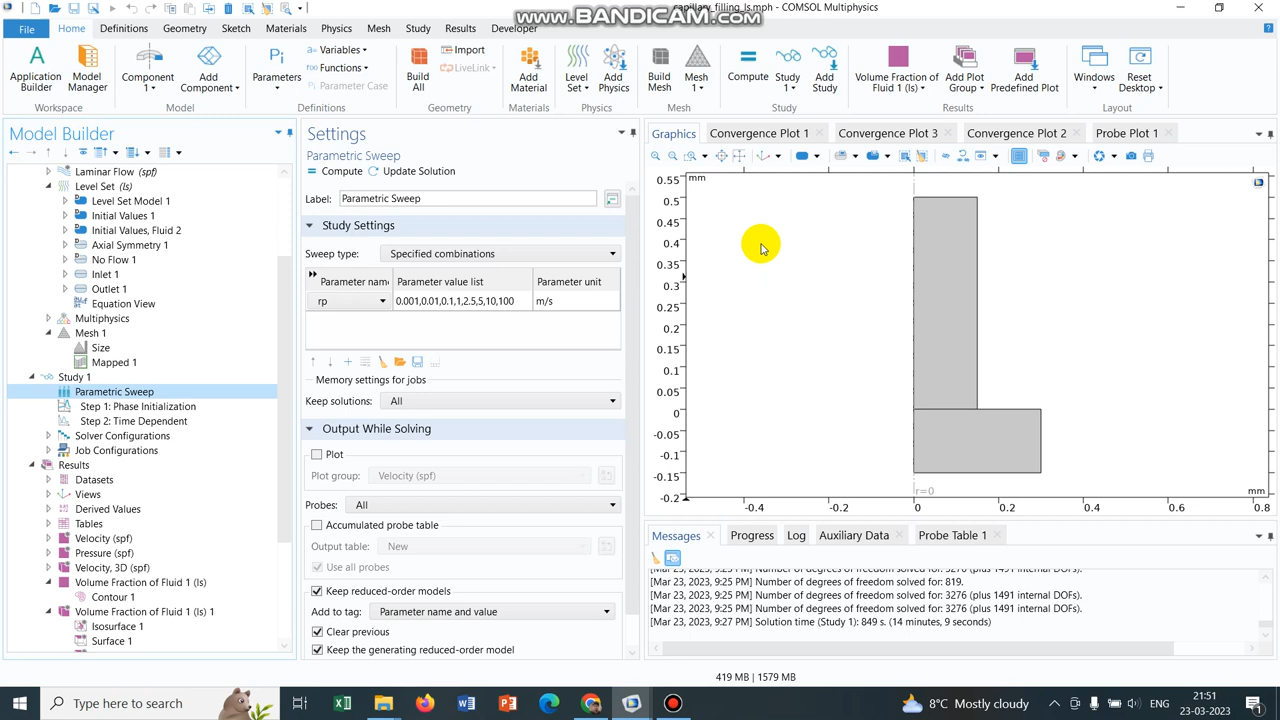 capillary_filling_ls.mph - COMSOL Multiphysics
www.BANDICAM.com
File
Home
Definitions
Geometry
Sketch
Materials
Physics
Mesh
Study
Results
Developer
Application Builder
Model Manager
Workspace
Component 1
Add Component
Model
Parameters
Variables
Functions
Parameter Case
Definitions
Build All
Import
LiveLink
Geometry
Add Material
Materials
Level Set
Add Physics
Physics
Build Mesh
Mesh 1
Mesh
Compute
Study 1
Add Study
Study
Volume Fraction of Fluid 1 (ls)
Add Plot Group
Add Predefined Plot
Results
Windows
Reset Desktop
Layout
Model Builder
Laminar Flow (spf)
Level Set (ls)
Level Set Model 1
Initial Values 1
Initial Values, Fluid 2
Axial Symmetry 1
No Flow 1
Inlet 1
Outlet 1
Equation View
Multiphysics
Mesh 1
Size
Mapped 1
Study 1
Parametric Sweep
Step 1: Phase Initialization
Step 2: Time Dependent
Solver Configurations
Job Configurations
Results
Datasets
Views
Derived Values
Tables
Velocity (spf)
Pressure (spf)
Velocity, 3D (spf)
Volume Fraction of Fluid 1 (ls)
Contour 1
Volume Fraction of Fluid 1 (ls) 1
Isosurface 1
Surface 1
Settings
Parametric Sweep
= Compute
Update Solution
Label: Parametric Sweep
Study Settings
Sweep type: Specified combinations
Parameter name
Parameter value list
Parameter unit
rp
0.001,0.01,0.1,1,2.5,5,10,100
m/s
Memory settings for jobs
Keep solutions: All
Output While Solving
Plot
Plot group: Velocity (spf)
Probes: All
Accumulated probe table
Output table: New
Use all probes
Keep reduced-order models
Add to tag: Parameter name and value
Clear previous
Keep the generating reduced-order model
Graphics
Convergence Plot 1
Convergence Plot 3
Convergence Plot 2
Probe Plot 1
mm
0.55
0.5
0.45
0.4
0.35
0.3
0.25
0.2
0.15
0.1
0.05
0
-0.05
-0.1
-0.15
-0.2
r=0
mm
-0.4
-0.2
0
0.2
0.4
0.6
0.8
Messages
Progress
Log
Auxiliary Data
Probe Table 1
[Mar 23, 2023, 9:25 PM] Number of degrees of freedom solved for: 3276 (plus 1491 internal DOFs).
[Mar 23, 2023, 9:25 PM] Number of degrees of freedom solved for: 819.
[Mar 23, 2023, 9:25 PM] Number of degrees of freedom solved for: 3276 (plus 1491 internal DOFs).
[Mar 23, 2023, 9:25 PM] Number of degrees of freedom solved for: 3276 (plus 1491 internal DOFs).
[Mar 23, 2023, 9:27 PM] Solution time (Study 1): 849 s. (14 minutes, 9 seconds)
419 MB | 1579 MB
Type here to search
8°C Mostly cloudy
ENG
21:51
23-03-2023